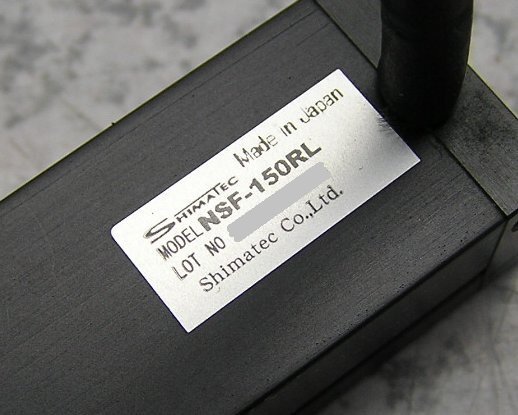 SHIMATEC Made in Japan
MODEL NSF-150RL
LOT NO
Shimatec Co.,Ltd.